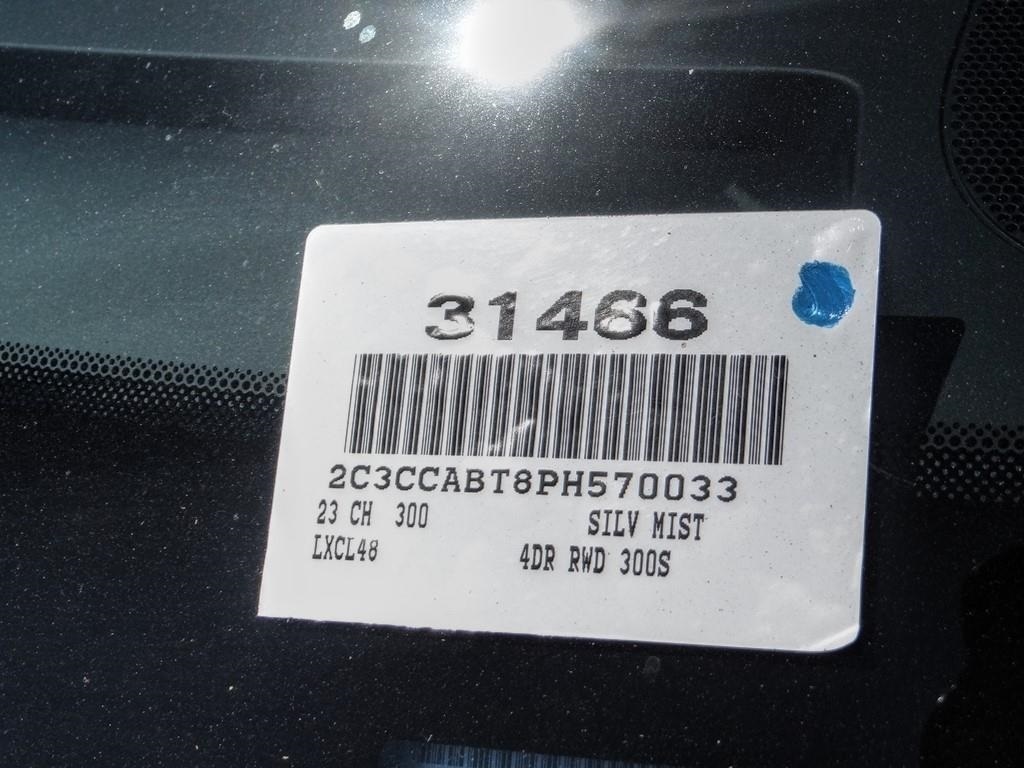 31466
2C3CCABT8PH570033
23 CH 300 SILV MIST
LXCL48 4DR RWD 300S